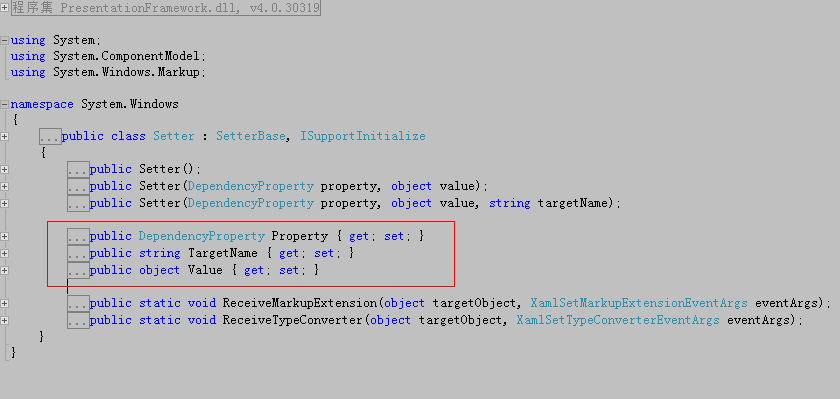 程序集 PresentationFramework.dll, v4.0.30319
using System;
using System.ComponentModel;
using System.Windows.Markup;
namespace System.Windows
{
...public class Setter : SetterBase, ISupportInitialize
{
...public Setter();
...public Setter(DependencyProperty property, object value);
...public Setter(DependencyProperty property, object value, string targetName);
...public DependencyProperty Property { get; set; }
...public string TargetName { get; set; }
...public object Value { get; set; }
...public static void ReceiveMarkupExtension(object targetObject, XamlSetMarkupExtensionEventArgs eventArgs);
...public static void ReceiveTypeConverter(object targetObject, XamlSetTypeConverterEventArgs eventArgs);
}
}